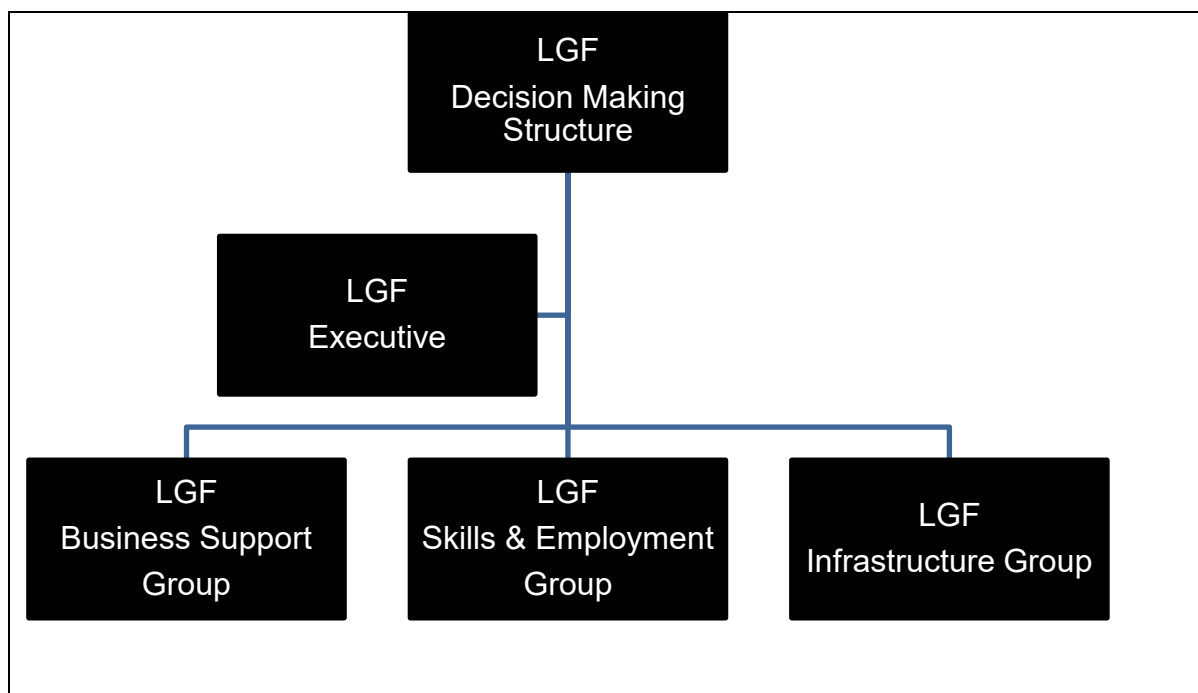 LGF
Decision Making
Structure
LGF
Executive
LGF
Business Support
Group
LGF
Skills & Employment
Group
LGF
Infrastructure Group